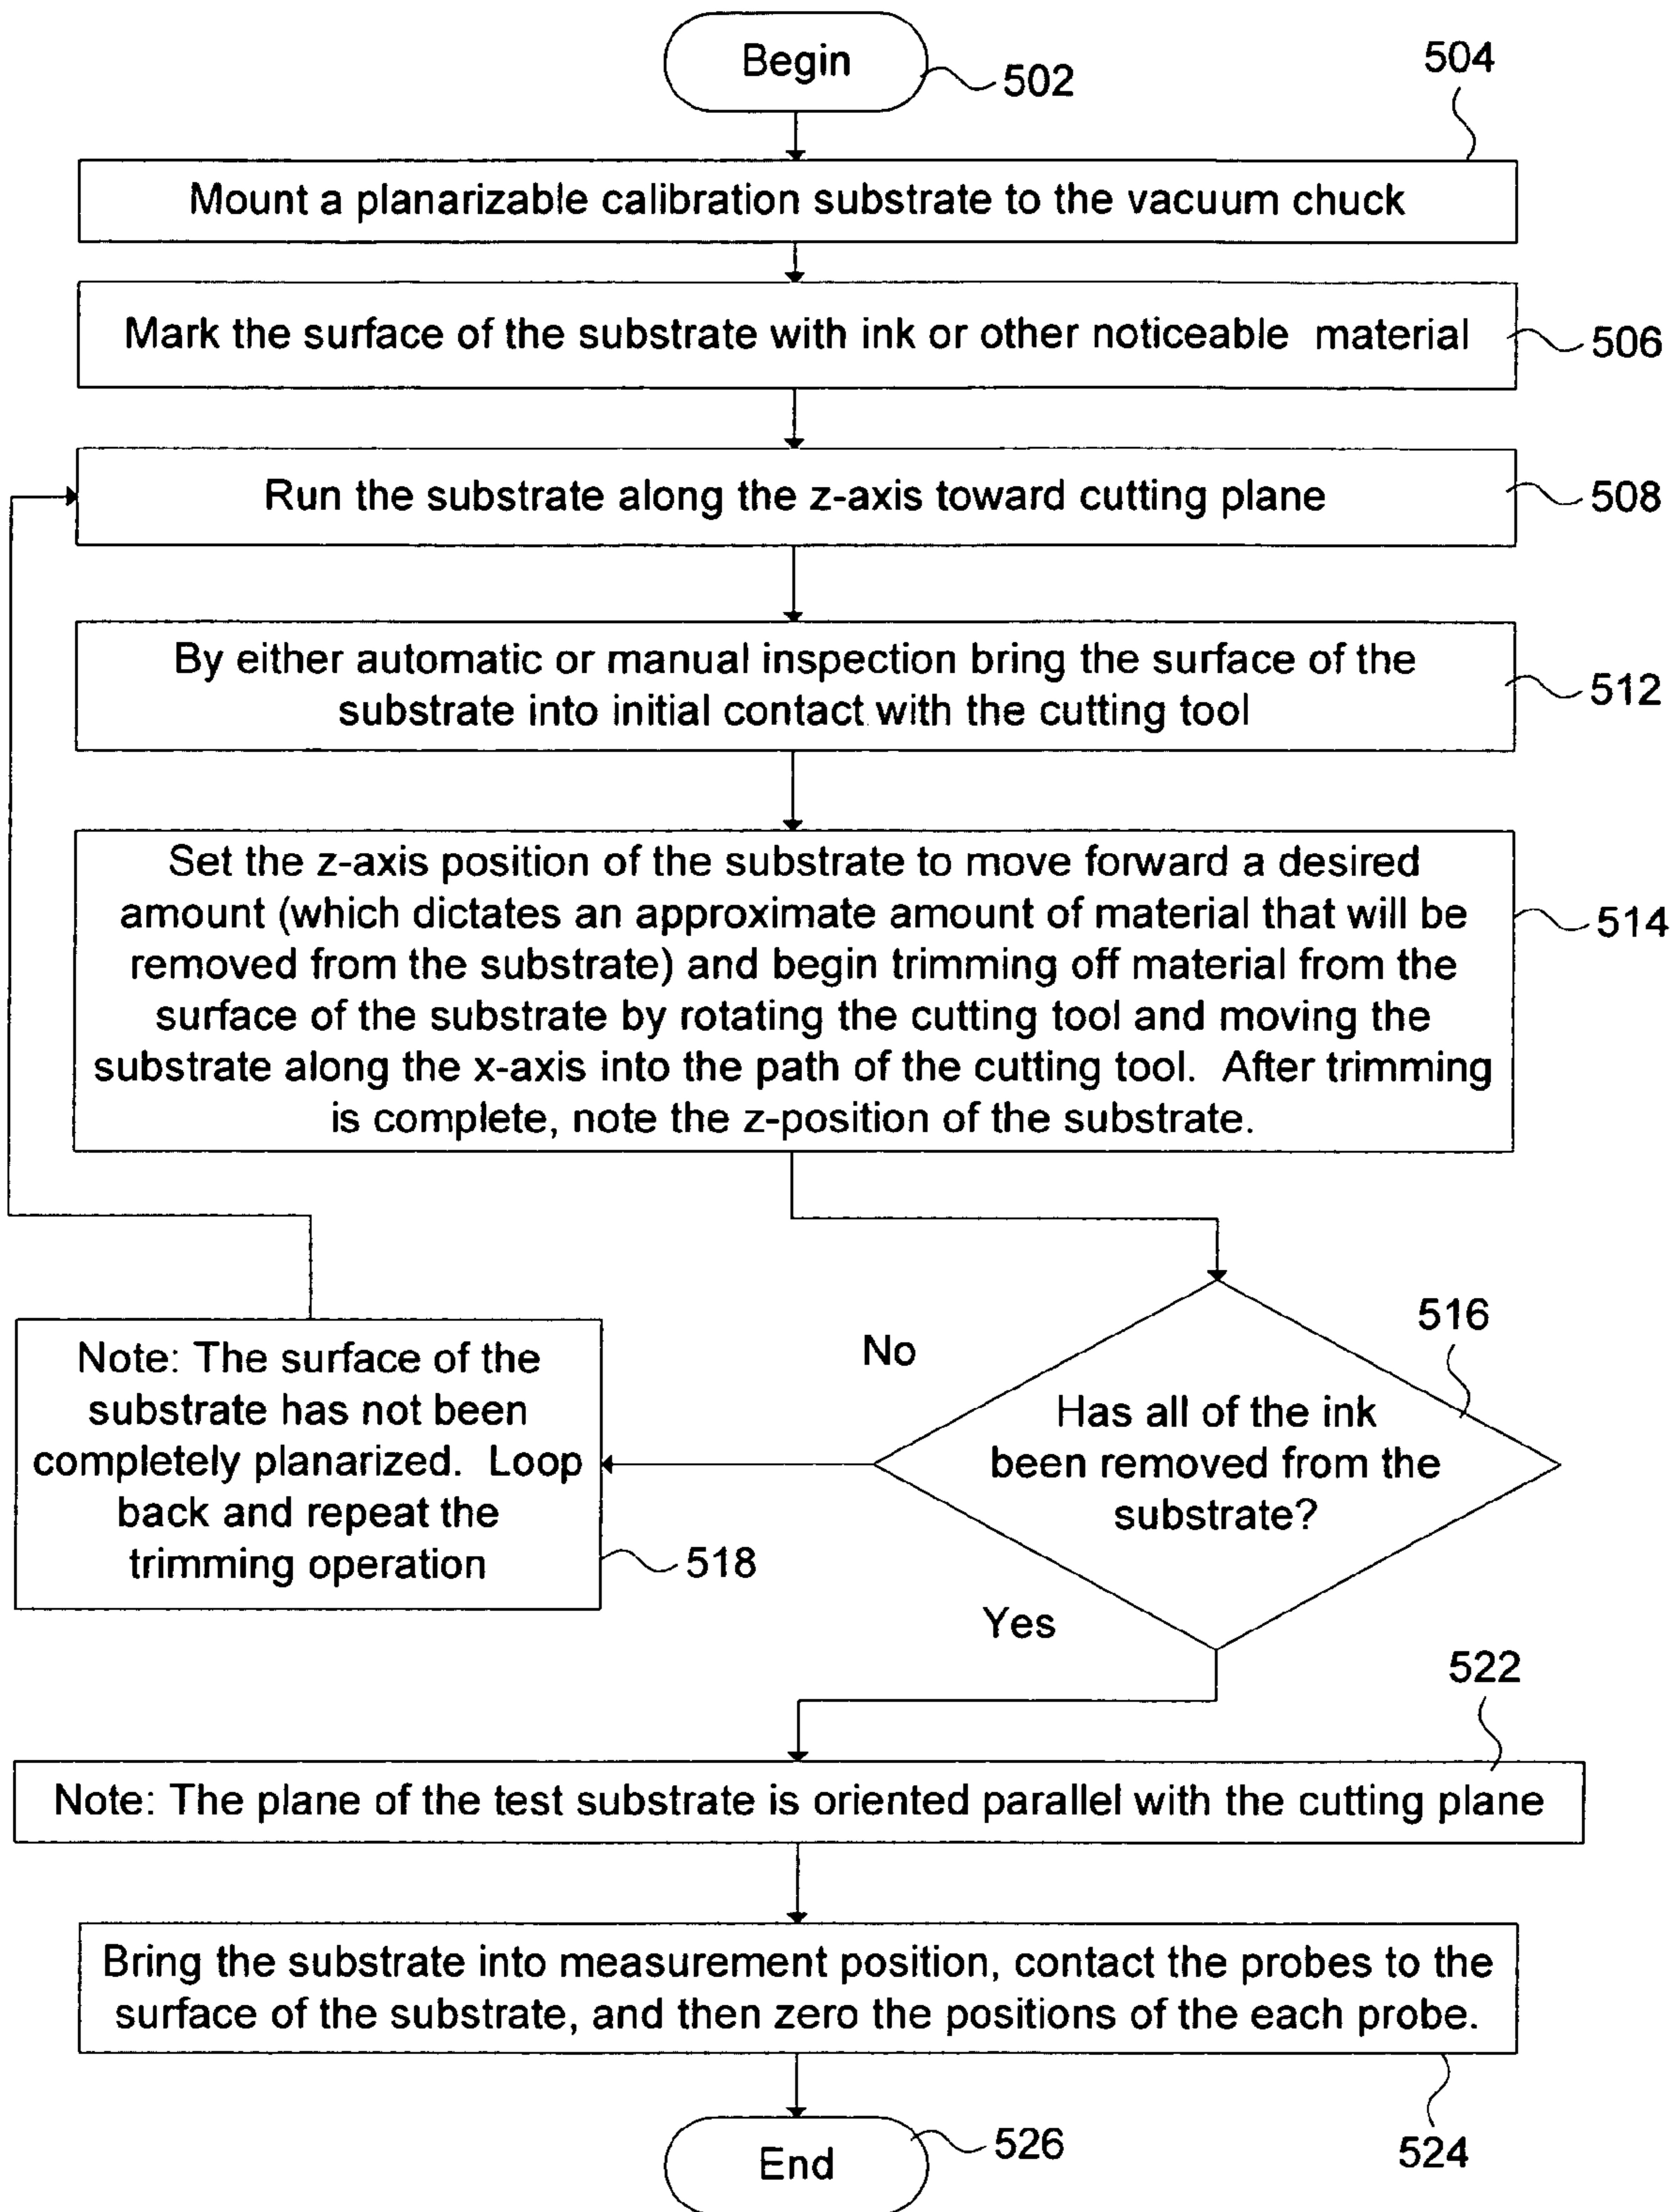 Begin
502
504
Mount a planarizable calibration substrate to the vacuum chuck
Mark the surface of the substrate with ink or other noticeable material
506
Run the substrate along the z-axis toward cutting plane
508
By either automatic or manual inspection bring the surface of the
substrate into initial contact with the cutting tool
512
Set the z-axis position of the substrate to move forward a desired
amount (which dictates an approximate amount of material that will be
removed from the substrate) and begin trimming off material from the
surface of the substrate by rotating the cutting tool and moving the
substrate along the x-axis into the path of the cutting tool. After trimming
is complete, note the z-position of the substrate.
514
516
Has all of the ink
been removed from the
substrate?
No
Note: The surface of the
substrate has not been
completely planarized. Loop
back and repeat the
trimming operation
518
Yes
522
Note: The plane of the test substrate is oriented parallel with the cutting plane
Bring the substrate into measurement position, contact the probes to the
surface of the substrate, and then zero the positions of the each probe.
524
End
526